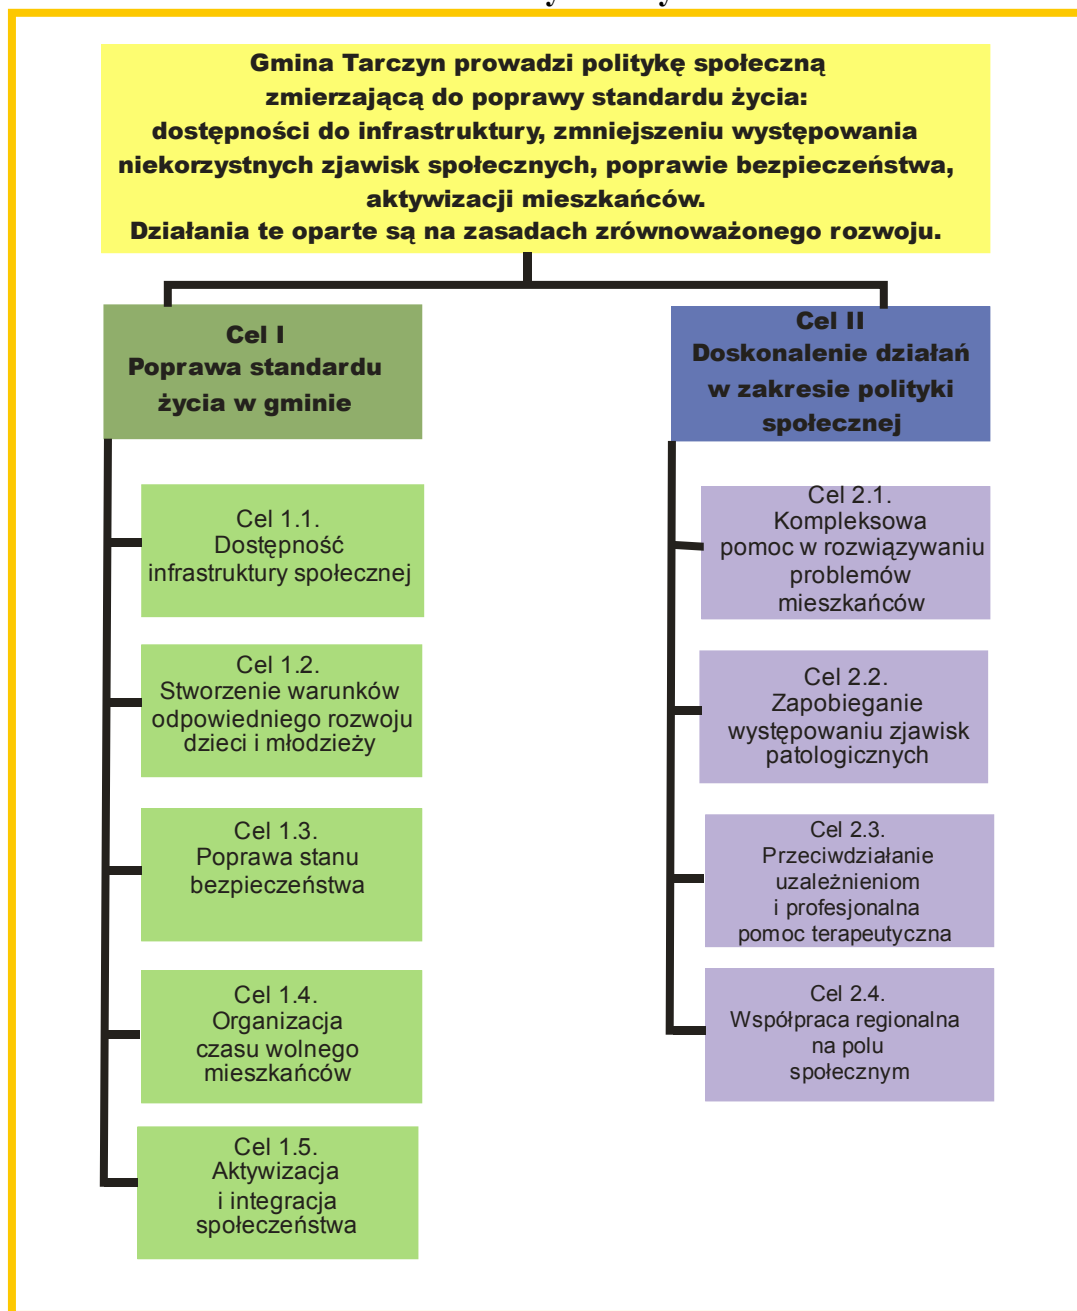 Gmina Tarczyn prowadzi politykę społeczną
zmierzającą do poprawy standardu życia:
dostępności do infrastruktury, zmniejszeniu występowania
niekorzystnych zjawisk społecznych, poprawie bezpieczeństwa,
aktywizacji mieszkańców.
Działania te oparte są na zasadach zrównoważonego rozwoju.
Cel I
Poprawa standardu
życia w gminie
Cel 1.1.
Dostępność
infrastruktury społecznej
Cel 1.2.
Stworzenie warunków
odpowiedniego rozwoju
dzieci i młodzieży
Cel 1.3.
Poprawa stanu
bezpieczeństwa
Cel 1.4.
Organizacja
czasu wolnego
mieszkańców
Cel 1.5.
Aktywizacja
i integracja
społeczeństwa
Cel II
Doskonalenie działań
w zakresie polityki
społecznej
Cel 2.1.
Kompleksowa
pomoc w rozwiązywaniu
problemów
mieszkańców
Cel 2.2.
Zapobieganie
występowaniu zjawisk
patologicznych
Cel 2.3.
Przeciwdziałanie
uzależnieniom
i profesjonalna
pomoc terapeutyczna
Cel 2.4.
Współpraca regionalna
na polu
społecznym